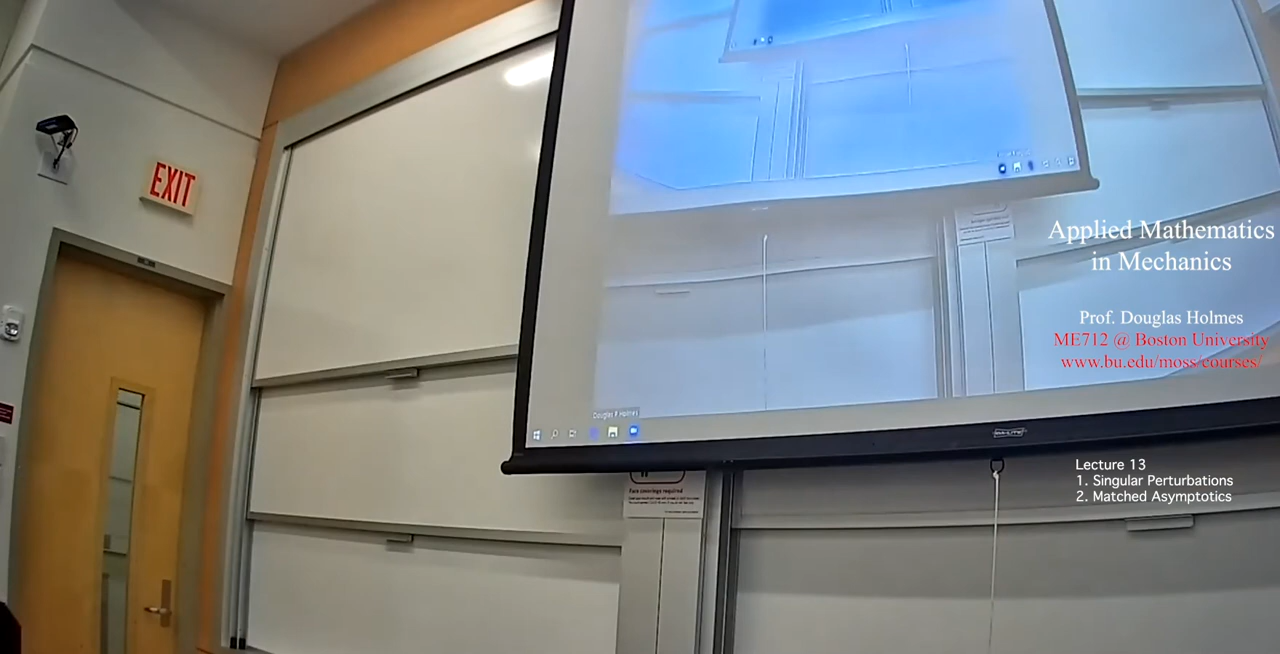 EXIT
Applied Mathematics
in Mechanics
Prof. Douglas Holmes
ME712 @ Boston University
www.bu.edu/moss/courses/
Douglas P Holmes
Lecture 13
1. Singular Perturbations
2. Matched Asymptotics
Face coverings required